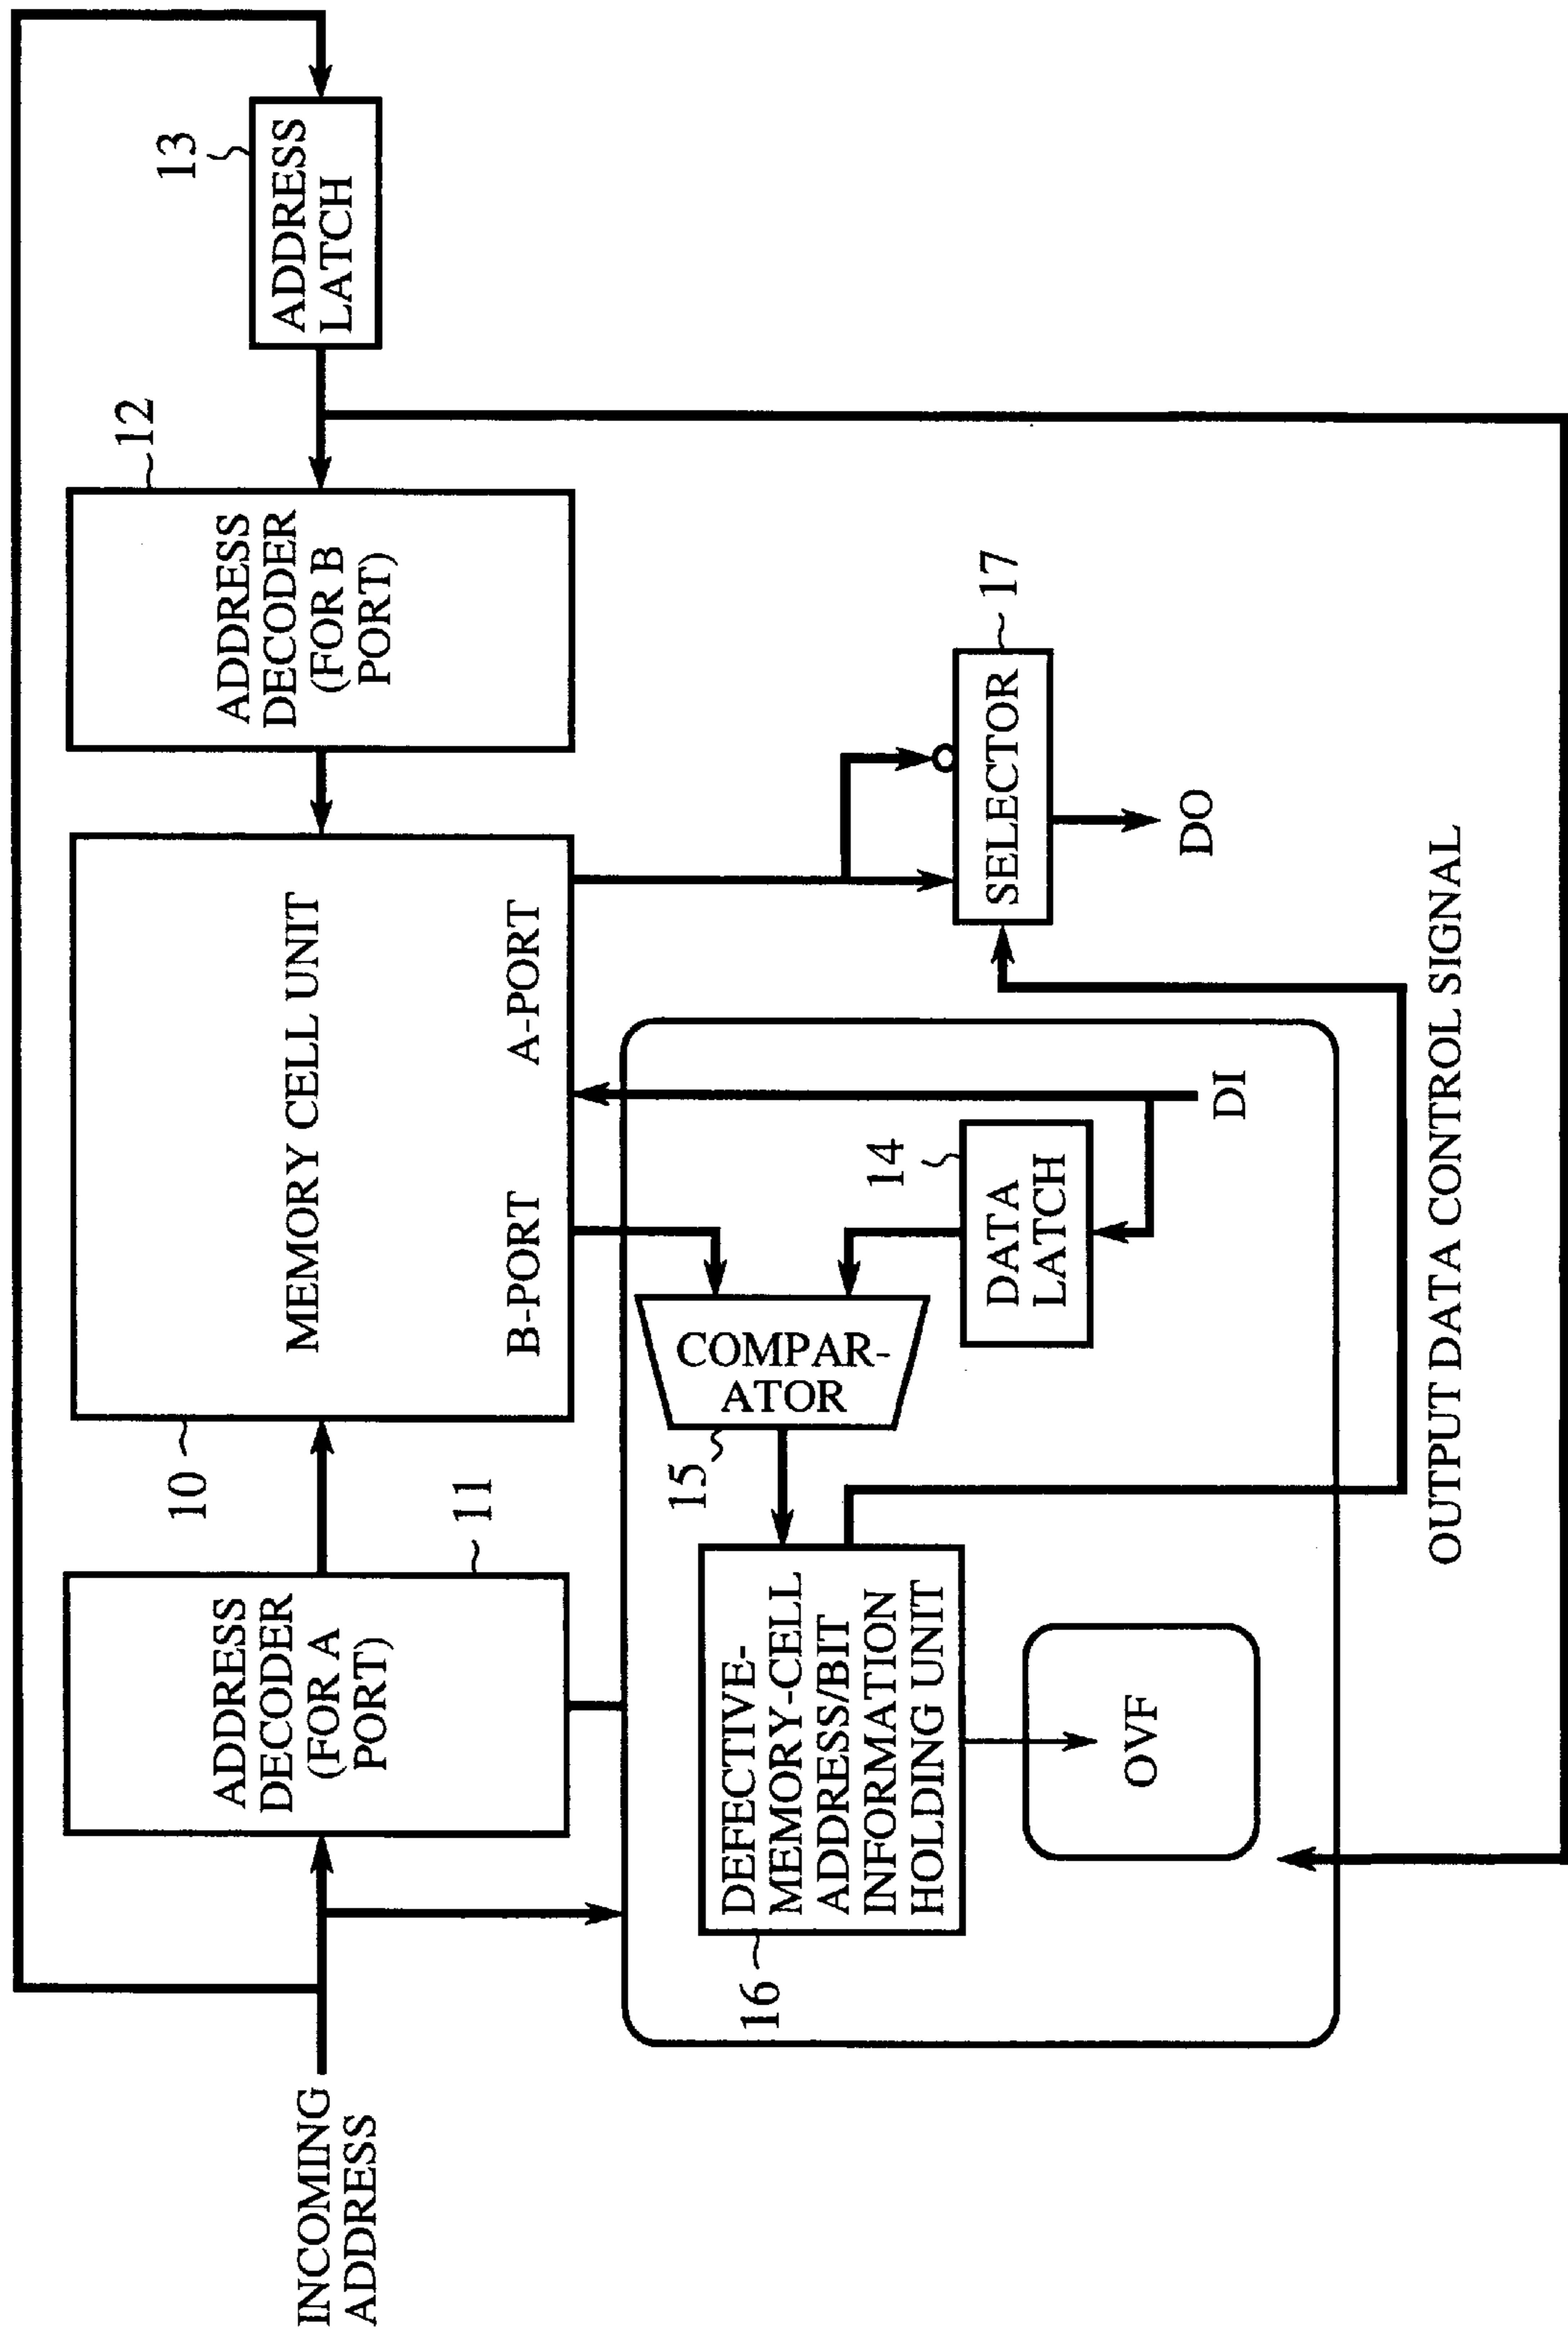 INCOMING
ADDRESS
ADDRESS
DECODER
(FOR A
PORT)
11
10
MEMORY CELL UNIT
B-PORT
A-PORT
ADDRESS
DECODER
(FOR B
PORT)
12
13
ADDRESS
LATCH
16
DEFECTIVE-
MEMORY-CELL
ADDRESS/BIT
INFORMATION
HOLDING UNIT
OVF
15
COMPAR-
ATOR
14
DATA
LATCH
DI
SELECTOR
17
DO
OUTPUT DATA CONTROL SIGNAL